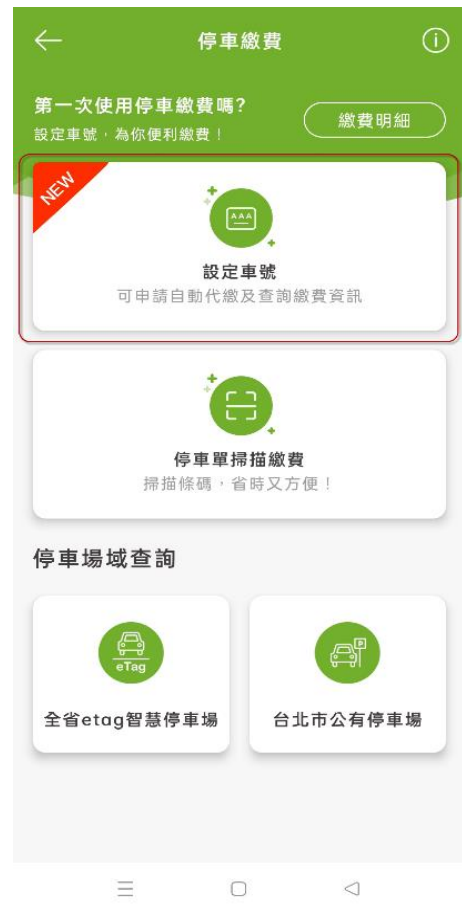 停車繳費
第一次使用停車繳費嗎?
設定車號，為你便利繳費！
繳費明細
NEW
AAA
設定車號
可申請自動代繳及查詢繳費資訊
停車單掃描繳費
掃描條碼，省時又方便！
停車場域查詢
eTag
P
全省etag智慧停車場
台北市公有停車場